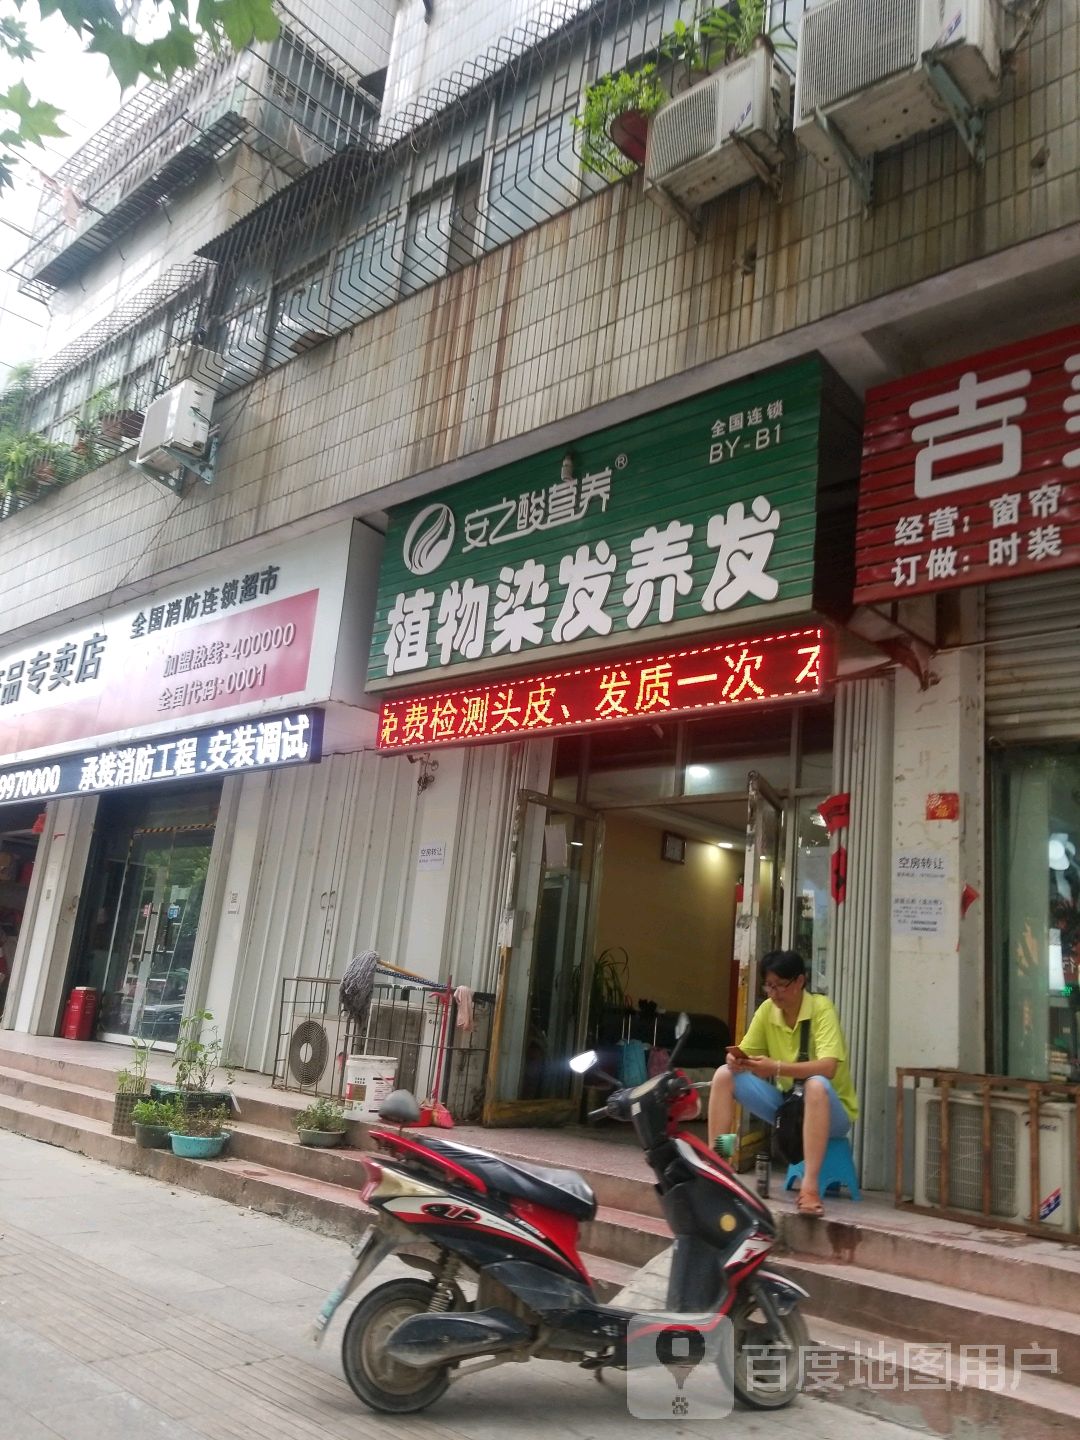 全国连锁
BY-B1
安之酸营养®
植物染发养发
免费检测头皮、发质一次
吉
经营：窗帘
订做：时装
全国消防连锁超市
品专卖店
加盟热线:400000
全国代码:0001
9970000 承接消防工程.安装调试
空房转让
空房转让
百度地图用户